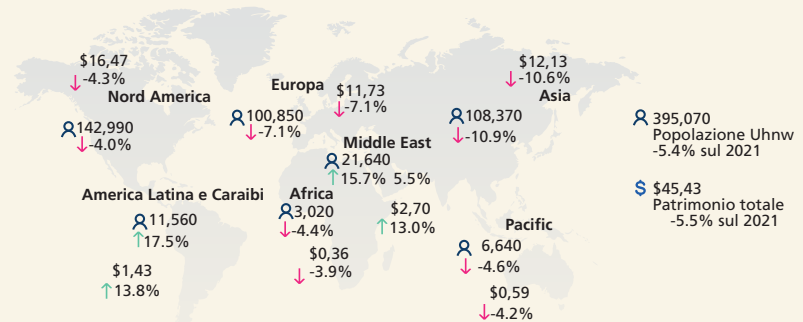 $16,47
-4.3%
Nord America
142,990
-4.0%
Europa
$11,73
-7.1%
100,850
-7.1%
$12,13
-10.6%
Asia
108,370
-10.9%
Middle East
21,640
15.7% 5.5%
$2,70
13.0%
America Latina e Caraibi
11,560
17.5%
$1,43
13.8%
Africa
3,020
-4.4%
$0,36
-3.9%
Pacific
6,640
-4.6%
$0,59
-4.2%
395,070
Popolazione Uhnw
-5.4% sul 2021
$ $45,43
Patrimonio totale
-5.5% sul 2021